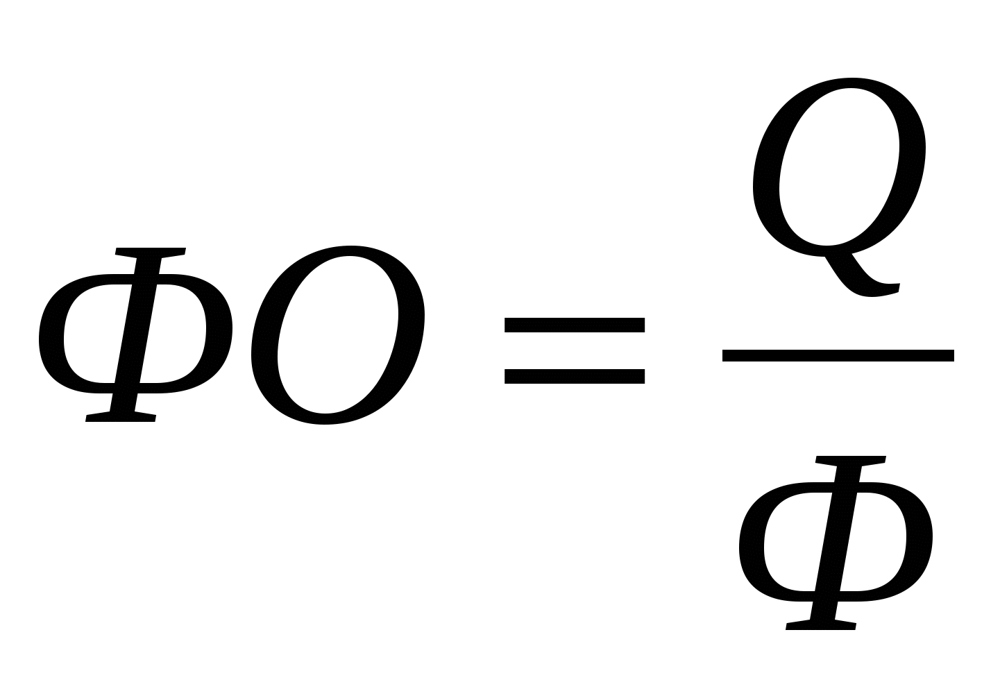 ФО = Q/Ф